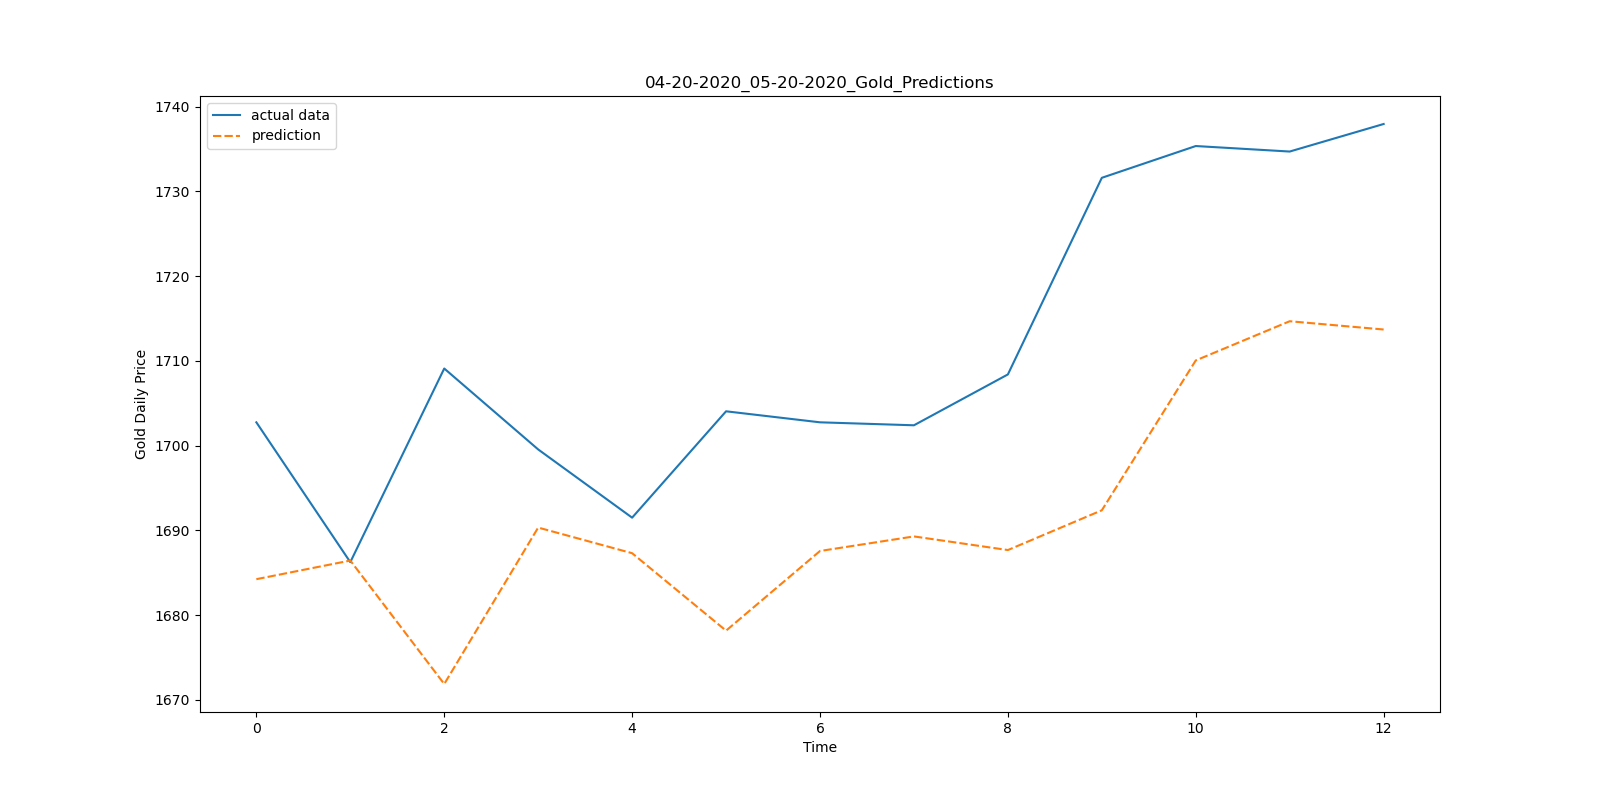 04-20-2020_05-20-2020_Gold_Predictions
actual data
prediction
1740
1730
1720
1710
1700
1690
1680
1670
Gold Daily Price
0 2 4 6 8 10 12
Time